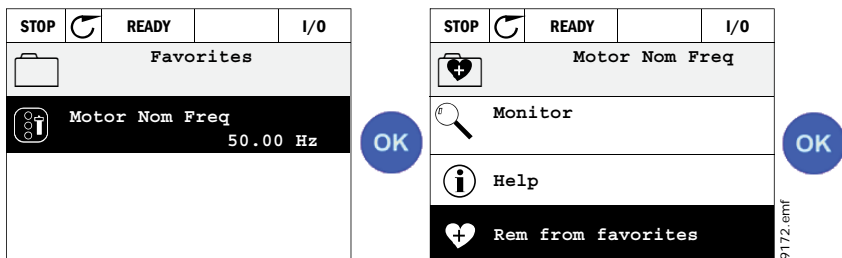 STOP READY I/O
Favorites
Motor Nom Freq
50.00 Hz
OK
STOP READY I/O
Motor Nom Freq
Monitor
Help
Rem from favorites
OK
9172.emf